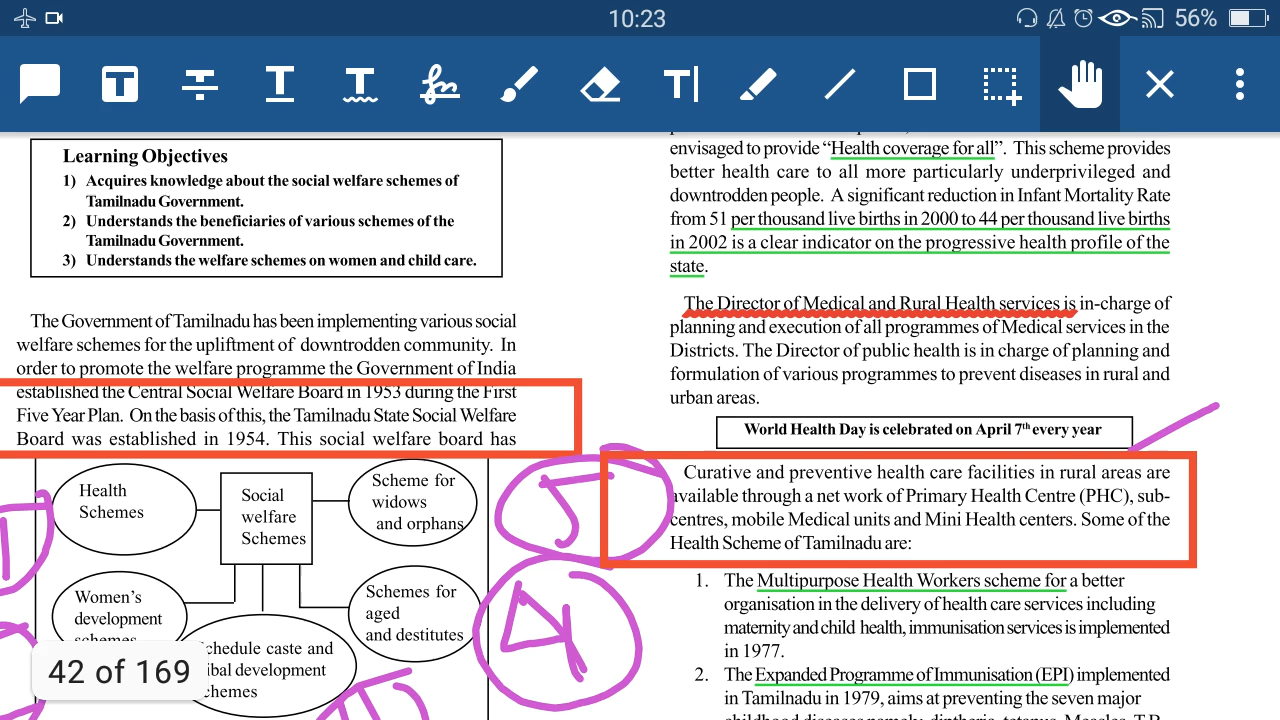 10:23
56%
Learning Objectives
1) Acquires knowledge about the social welfare schemes of
Tamilnadu Government.
2) Understands the beneficiaries of various schemes of the
Tamilnadu Government.
3) Understands the welfare schemes on women and child care.
The Government of Tamilnadu has been implementing various social
welfare schemes for the upliftment of downtrodden community. In
order to promote the welfare programme the Government of India
established the Central Social Welfare Board in 1953 during the First
Five Year Plan. On the basis of this, the Tamilnadu State Social Welfare
Board was established in 1954. This social welfare board has
Health
Schemes
Social
welfare
Schemes
Scheme for
widows
and orphans
Women's
development
schemes
Schemes for
aged
and destitutes
Schedule caste and
tribal development
schemes
1
5
4
42 of 169
envisaged to provide “Health coverage for all”. This scheme provides
better health care to all more particularly underprivileged and
downtrodden people. A significant reduction in Infant Mortality Rate
from 51 per thousand live births in 2000 to 44 per thousand live births
in 2002 is a clear indicator on the progressive health profile of the
state.
The Director of Medical and Rural Health services is in-charge of
planning and execution of all programmes of Medical services in the
Districts. The Director of public health is in charge of planning and
formulation of various programmes to prevent diseases in rural and
urban areas.
World Health Day is celebrated on April 7th every year
Curative and preventive health care facilities in rural areas are
available through a net work of Primary Health Centre (PHC), sub-
centres, mobile Medical units and Mini Health centers. Some of the
Health Scheme of Tamilnadu are:
1. The Multipurpose Health Workers scheme for a better
organisation in the delivery of health care services including
maternity and child health, immunisation services is implemented
in 1977.
2. The Expanded Programme of Immunisation (EPI) implemented
in Tamilnadu in 1979, aims at preventing the seven major
childhood diseases namely, diptheria, tetanus, Measles, T.B.